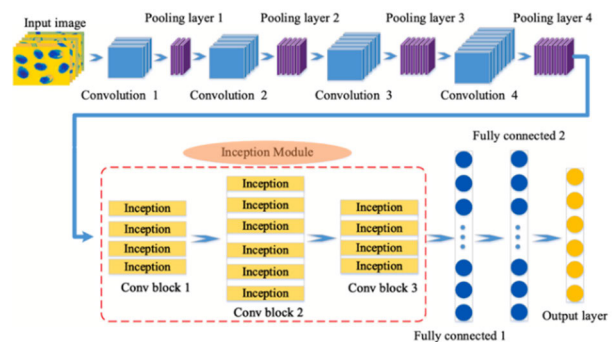 Input image
Pooling layer 1
Pooling layer 2
Pooling layer 3
Pooling layer 4
Convolution 1
Convolution 2
Convolution 3
Convolution 4
Inception Module
Fully connected 2
Inception
Inception
Inception
Inception
Conv block 1
Inception
Inception
Inception
Inception
Inception
Inception
Conv block 2
Inception
Inception
Inception
Inception
Conv block 3
Fully connected 1
Output layer